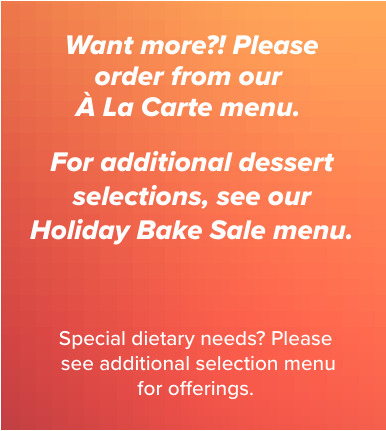 Want more?! Please
order from our
À La Carte menu.
For additional dessert
selections, see our
Holiday Bake Sale menu.
Special dietary needs? Please
see additional selection menu
for offerings.